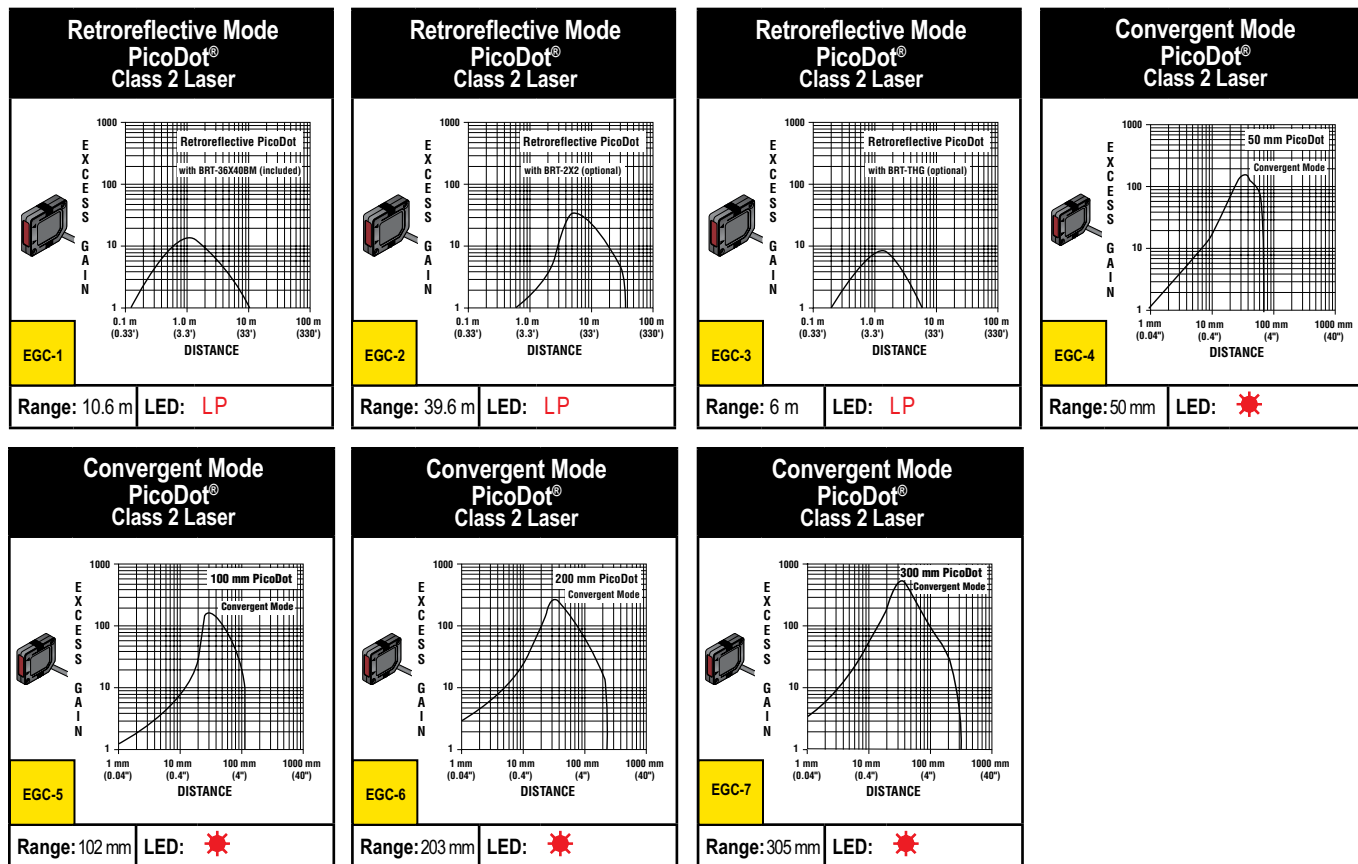 Retroreflective Mode
PicoDot®
Class 2 Laser
EXCESS GAIN
1000
100
10
1
Retroreflective PicoDot
with BRT-36X40BM (included)
0.1 m 1.0 m 10 m 100 m
(0.33') (3.3') (33') (330')
DISTANCE
EGC-1
Range: 10.6 m LED: LP
Retroreflective Mode
PicoDot®
Class 2 Laser
EXCESS GAIN
1000
100
10
1
Retroreflective PicoDot
with BRT-2X2 (optional)
0.1 m 1.0 m 10 m 100 m
(0.33') (3.3') (33') (330')
DISTANCE
EGC-2
Range: 39.6 m LED: LP
Retroreflective Mode
PicoDot®
Class 2 Laser
EXCESS GAIN
1000
100
10
1
Retroreflective PicoDot
with BRT-THG (optional)
0.1 m 1.0 m 10 m 100 m
(0.33') (3.3') (33') (330')
DISTANCE
EGC-3
Range: 6 m LED: LP
Convergent Mode
PicoDot®
Class 2 Laser
EXCESS GAIN
1000
100
10
1
50 mm PicoDot
Convergent Mode
1 mm 10 mm 100 mm 1000 mm
(0.04") (0.4") (4") (40")
DISTANCE
EGC-4
Range: 50 mm LED:
Convergent Mode
PicoDot®
Class 2 Laser
EXCESS GAIN
1000
100
10
1
100 mm PicoDot
Convergent Mode
1 mm 10 mm 100 mm 1000 mm
(0.04") (0.4") (4") (40")
DISTANCE
EGC-5
Range: 102 mm LED:
Convergent Mode
PicoDot®
Class 2 Laser
EXCESS GAIN
1000
100
10
1
200 mm PicoDot
Convergent Mode
1 mm 10 mm 100 mm 1000 mm
(0.04") (0.4") (4") (40")
DISTANCE
EGC-6
Range: 203 mm LED:
Convergent Mode
PicoDot®
Class 2 Laser
EXCESS GAIN
1000
100
10
1
300 mm PicoDot
Convergent Mode
1 mm 10 mm 100 mm 1000 mm
(0.04") (0.4") (4") (40")
DISTANCE
EGC-7
Range: 305 mm LED: